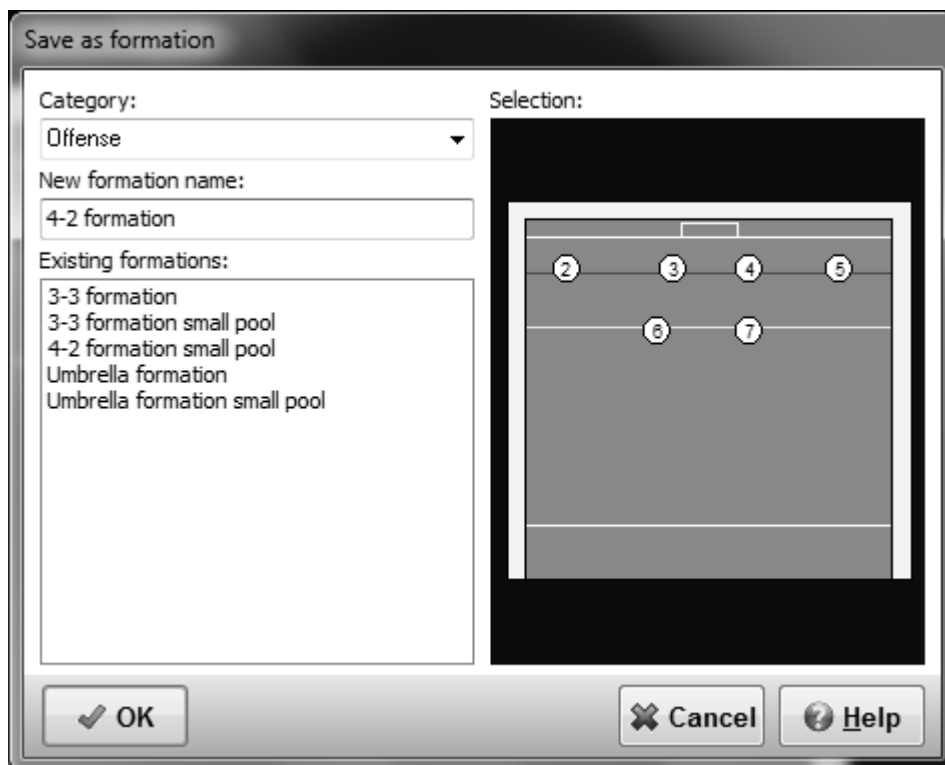 Save as formation
Category:
Offense
New formation name:
4-2 formation
Existing formations:
3-3 formation
3-3 formation small pool
4-2 formation small pool
Umbrella formation
Umbrella formation small pool
Selection:
2 3 4 5
6 7
OK
Cancel
Help